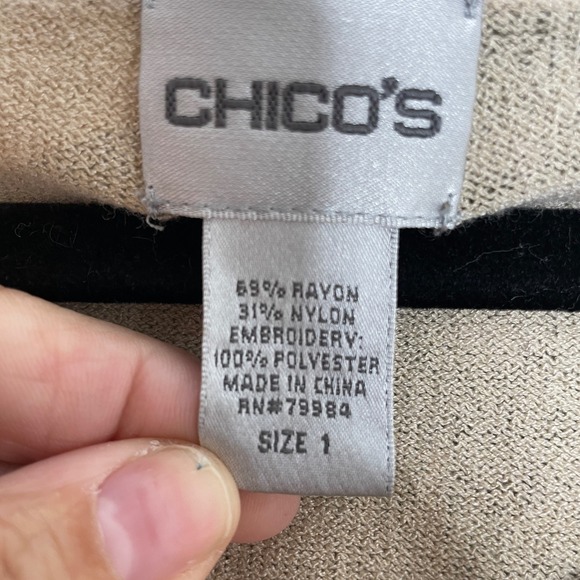 CHICO'S
69% RAYON
31% NYLON
EMBROIDERY:
100% POLYESTER
MADE IN CHINA
RN#79984
SIZE 1